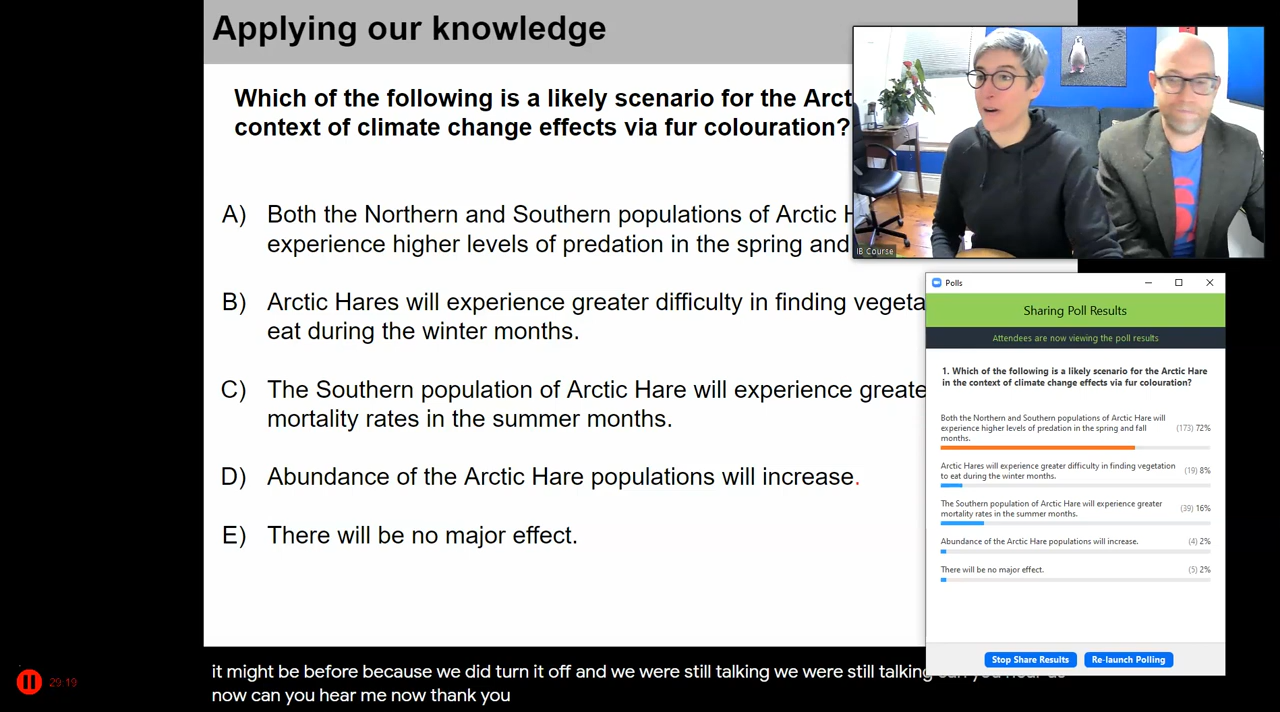 Applying our knowledge
Which of the following is a likely scenario for the Arct
context of climate change effects via fur colouration?
A) Both the Northern and Southern populations of Arctic H
experience higher levels of predation in the spring and
B) Arctic Hares will experience greater difficulty in finding vegeta
eat during the winter months.
C) The Southern population of Arctic Hare will experience greate
mortality rates in the summer months.
D) Abundance of the Arctic Hare populations will increase.
E) There will be no major effect.
IB Course
Polls
Sharing Poll Results
Attendees are now viewing the poll results
1. Which of the following is a likely scenario for the Arctic Hare
in the context of climate change effects via fur colouration?
Both the Northern and Southern populations of Arctic Hare will
experience higher levels of predation in the spring and fall
months.
(173) 72%
Arctic Hares will experience greater difficulty in finding vegetation
to eat during the winter months.
(19) 8%
The Southern population of Arctic Hare will experience greater
mortality rates in the summer months.
(39) 16%
Abundance of the Arctic Hare populations will increase.
(4) 2%
There will be no major effect.
(5) 2%
Stop Share Results
Re-launch Polling
29:19
it might be before because we did turn it off and we were still talking we were still talking can you hear us
now can you hear me now thank you